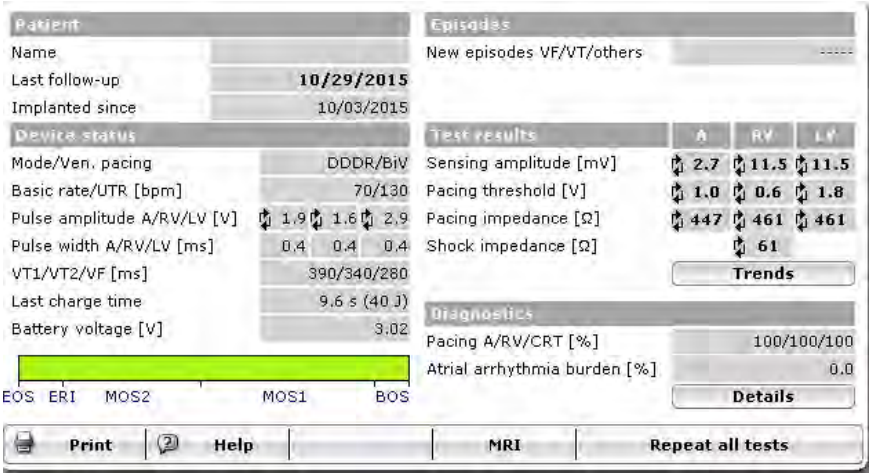 Patient
Name
Last follow-up 10/29/2015
Implanted since 10/03/2015
Device status
Mode/Ven. pacing DDDR/BiV
Basic rate/UTR [bpm] 70/130
Pulse amplitude A/RV/LV [V] 1.9 1.6 2.9
Pulse width A/RV/LV [ms] 0.4 0.4 0.4
VT1/VT2/VF [ms] 390/340/280
Last charge time 9.6 s (40 J)
Battery voltage [V] 3.02
EOS ERI MOS2 MOS1 BOS
Episodes
New episodes VF/VT/others -----
Test results A RV LV
Sensing amplitude [mV] 2.7 11.5 11.5
Pacing threshold [V] 1.0 0.6 1.8
Pacing impedance [Ω] 447 461 461
Shock impedance [Ω] 61
Trends
Diagnostics
Pacing A/RV/CRT [%] 100/100/100
Atrial arrhythmia burden [%] 0.0
Details
Print ? Help MRI Repeat all tests